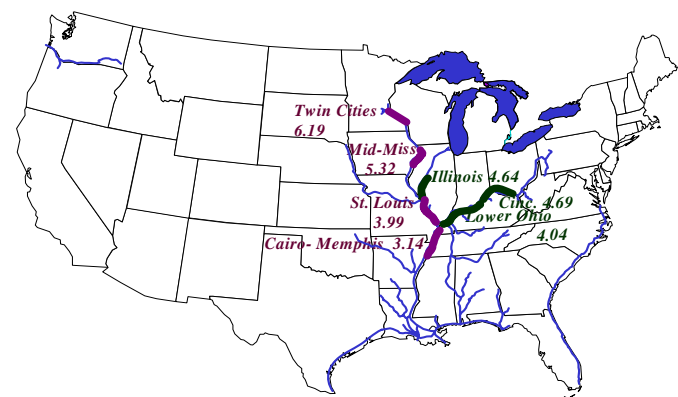 Twin Cities
6.19
Mid-Miss
5.32
Illinois 4.64
St. Louis
3.99
Cinc. 4.69
Lower Ohio
4.04
Cairo- Memphis 3.14